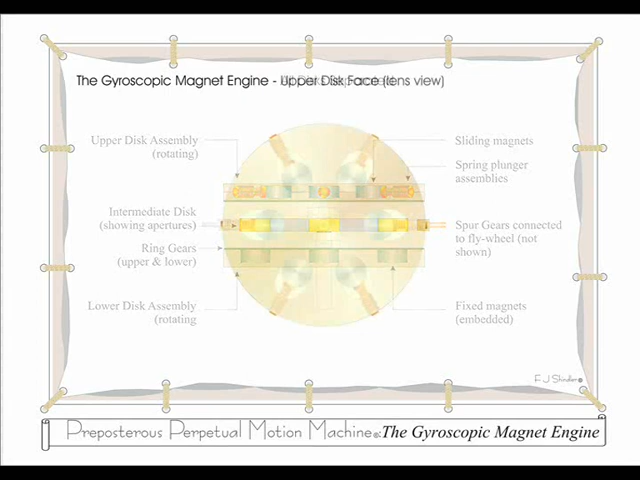 The Gyroscopic Magnet Engine - Upper Disk Face (lens view)
Upper Disk Assembly
(rotating)
Intermediate Disk
(showing apertures)
Ring Gears
(upper & lower)
Lower Disk Assembly
(rotating
Sliding magnets
Spring plunger
assemblies
Spur Gears connected
to fly-wheel (not
shown)
Fixed magnets
(embedded)
F J Shindler
Preposterous Perpetual Motion Machine®:The Gyroscopic Magnet Engine